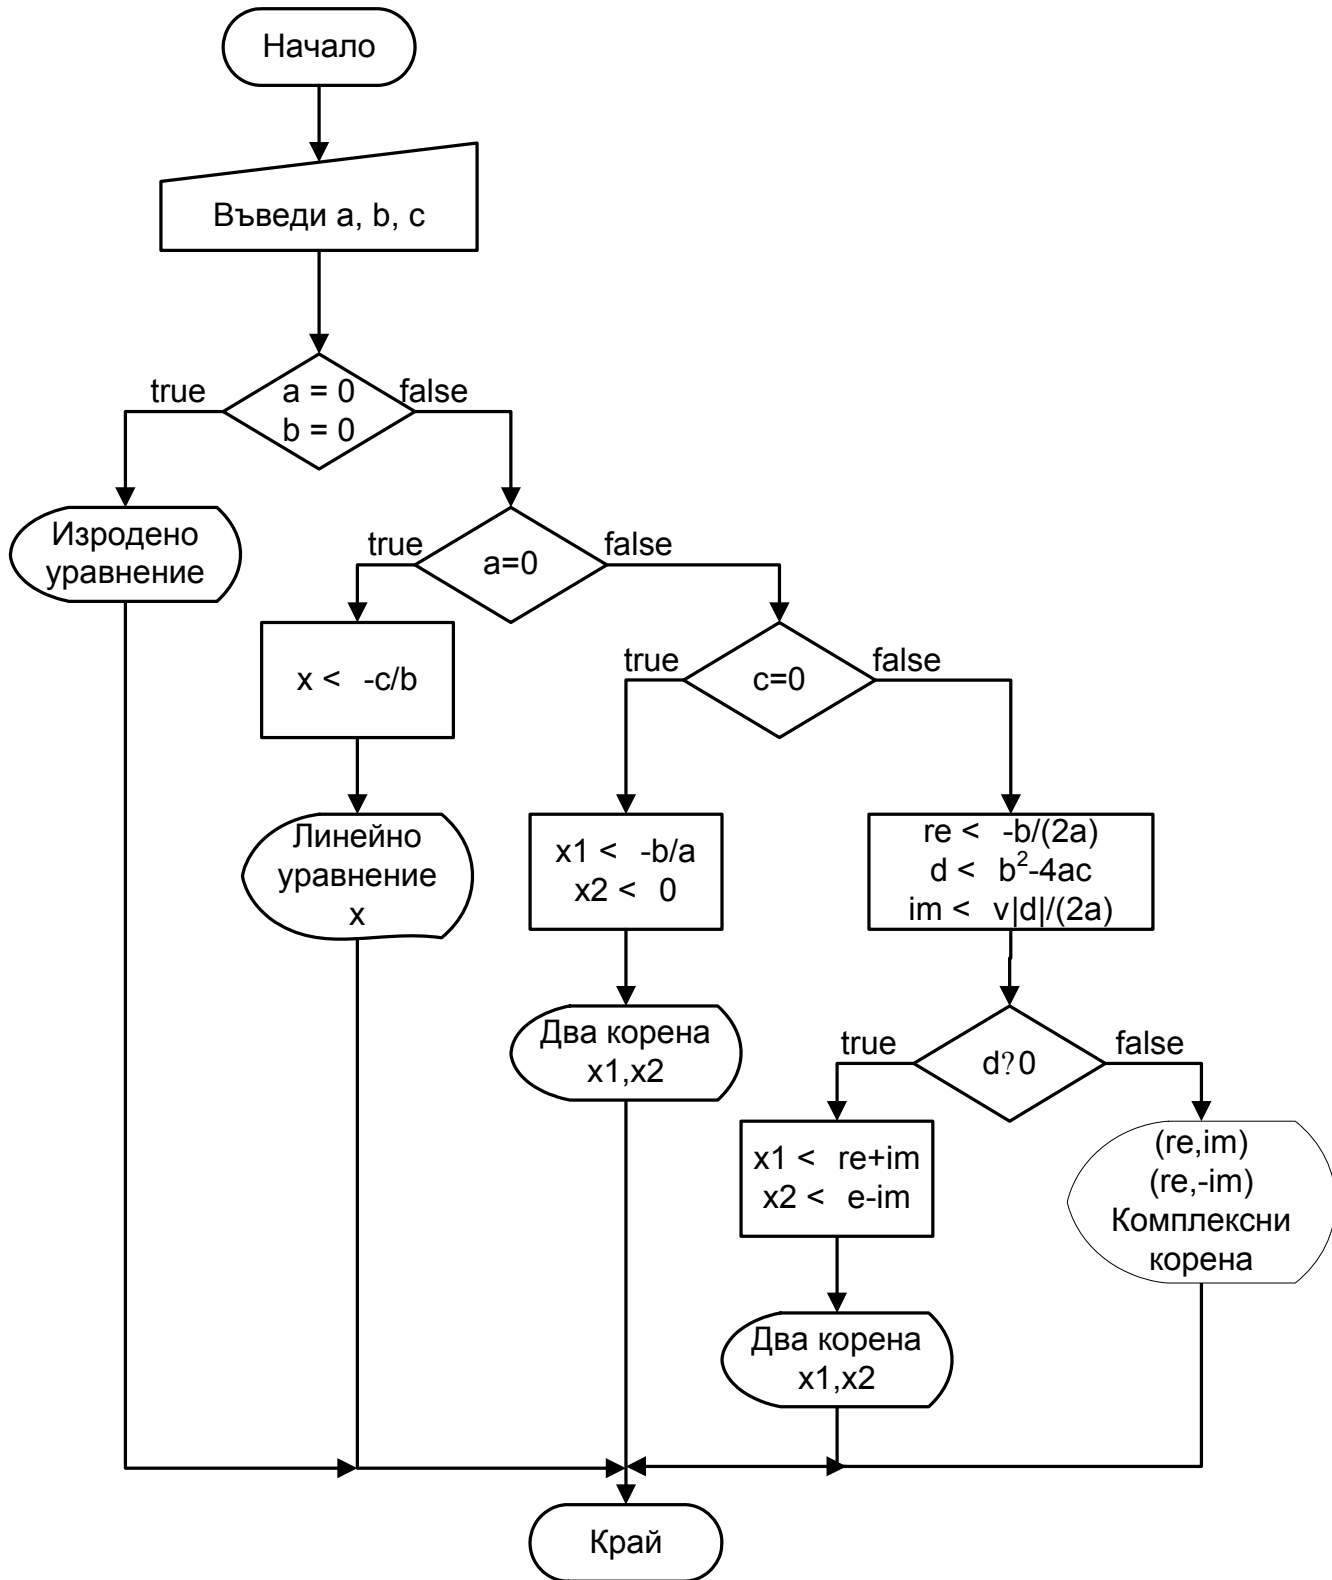 Начало
Въведи a, b, c
true
a = 0
b = 0
false
Изродено
уравнение
true
a=0
false
x < -c/b
true
c=0
false
Линейно
уравнение
x
x1 < -b/a
x2 < 0
re < -b/(2a)
d < b²-4ac
im < v|d|/(2a)
Два корена
x1,x2
true
d?0
false
x1 < re+im
x2 < e-im
(re,im)
(re,-im)
Комплексни
корена
Два корена
x1,x2
Край